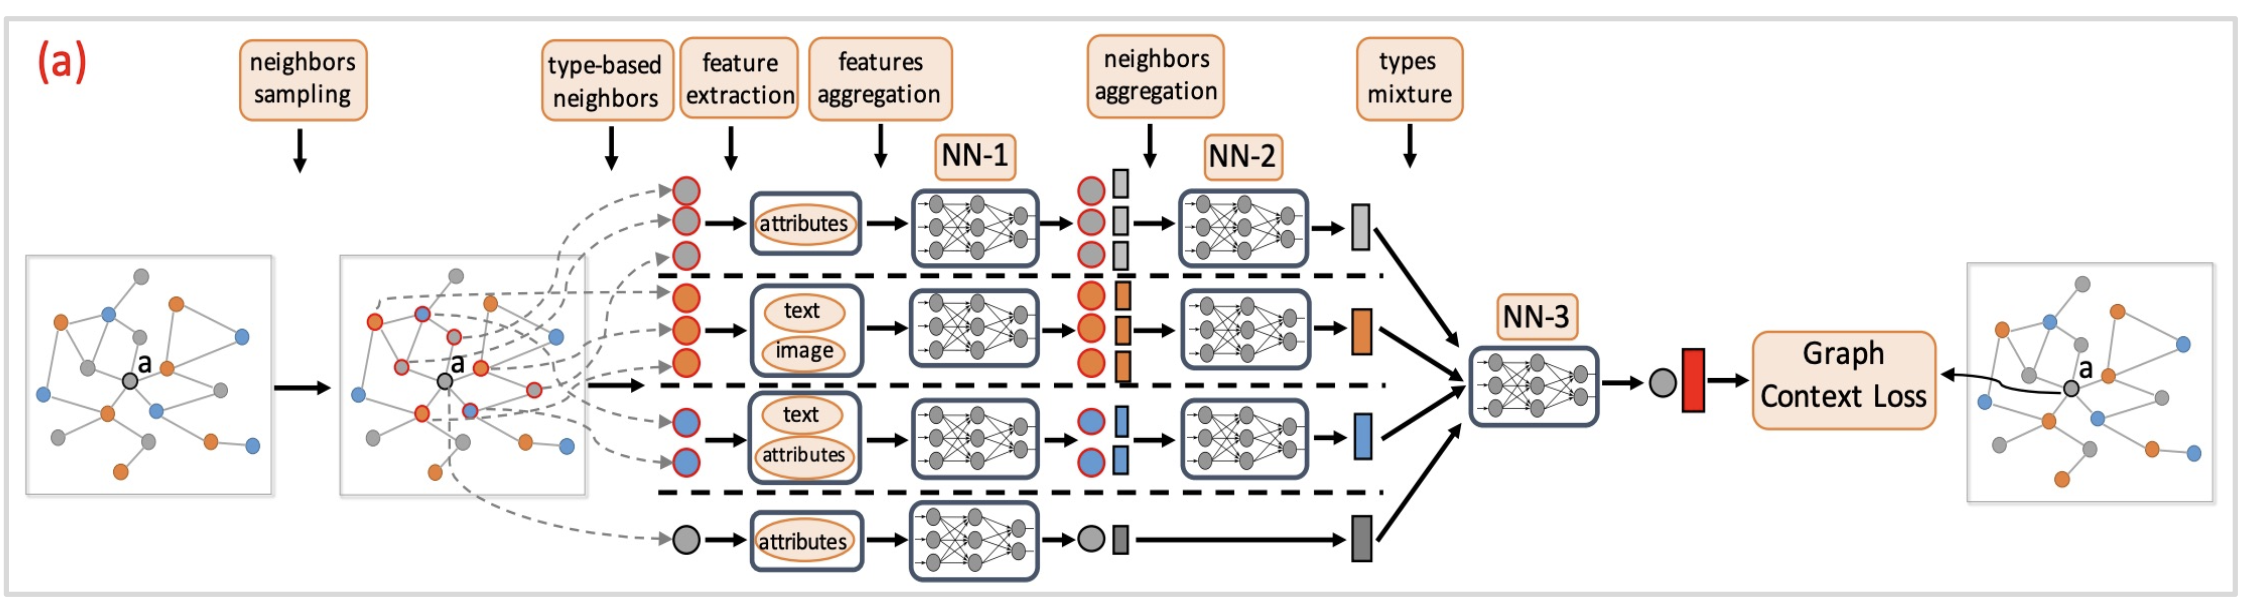 (a)
neighbors
sampling
type-based
neighbors
feature
extraction
features
aggregation
neighbors
aggregation
types
mixture
NN-1
NN-2
NN-3
attributes
text
image
text
attributes
attributes
a
a
a
Graph
Context Loss